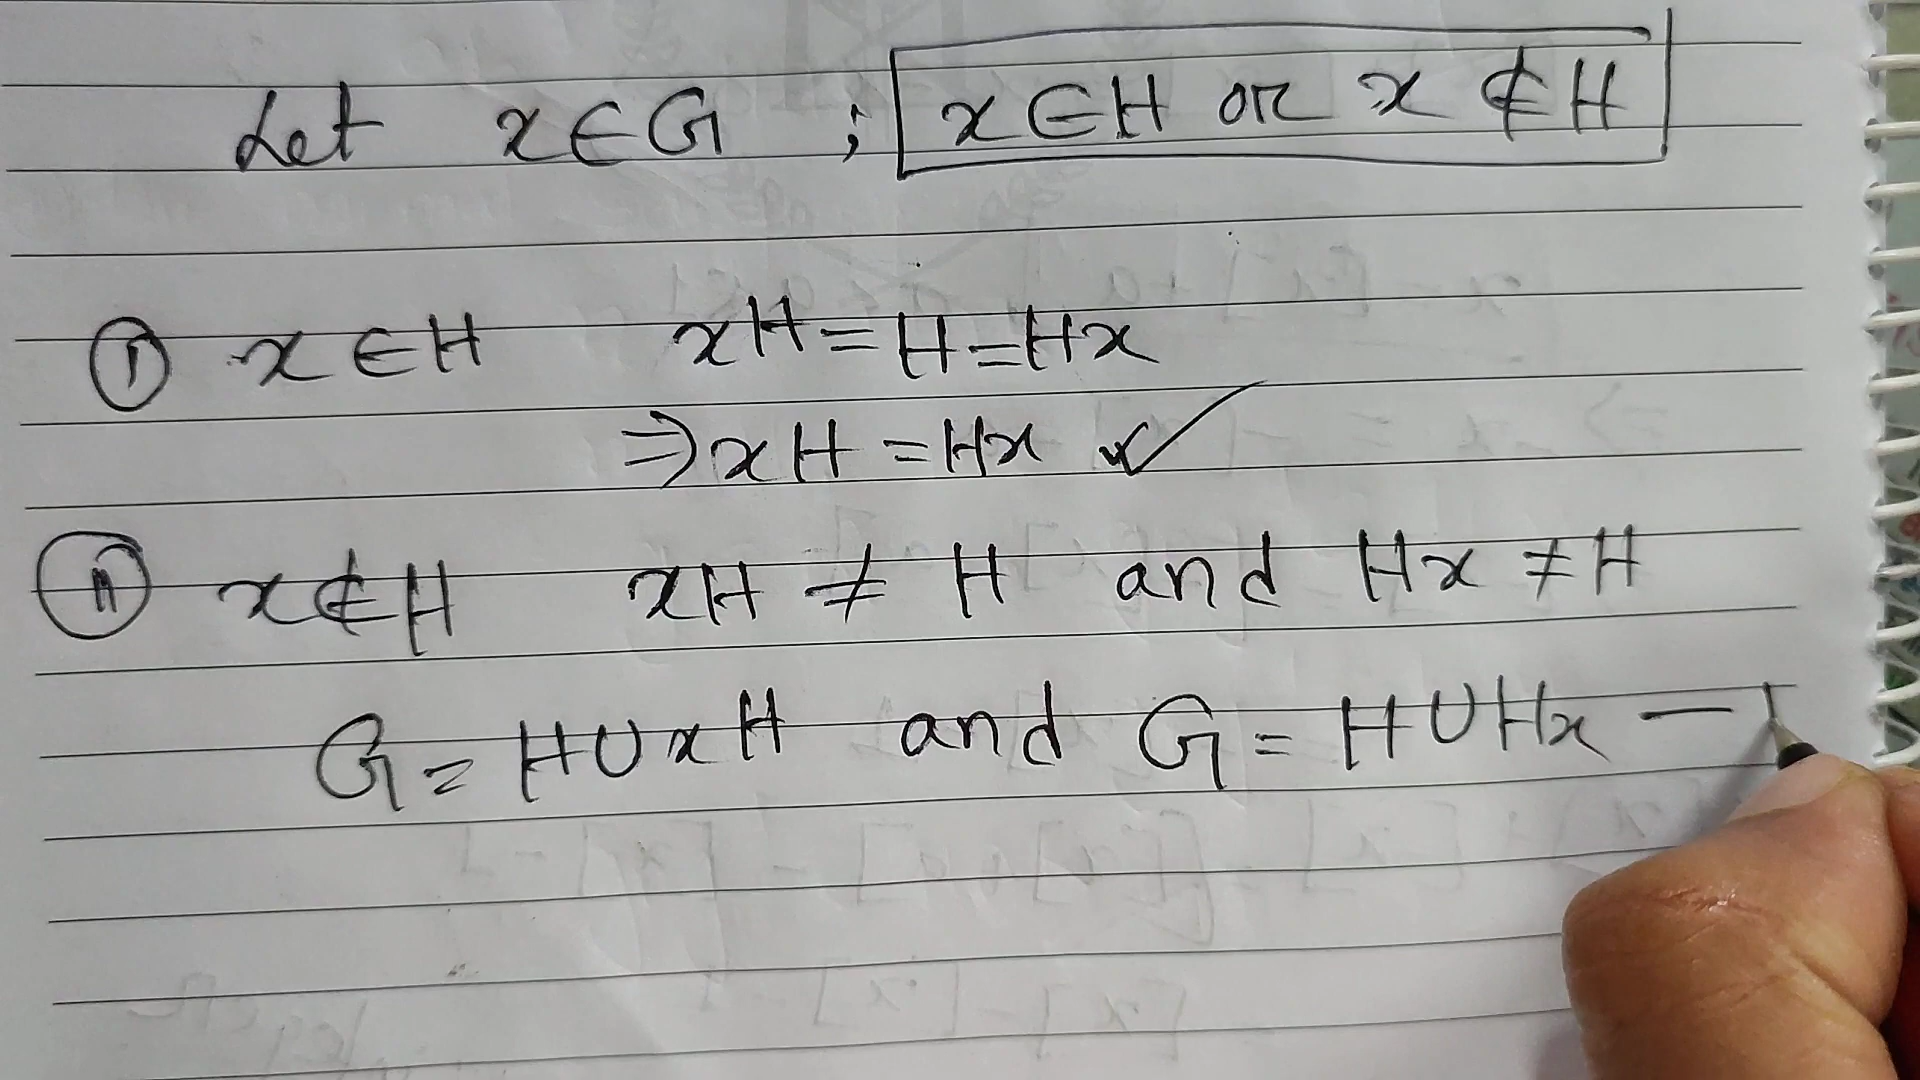 Let x∈G ; x∈H or x∉H
(i) x∈H xH=H=Hx
⇒xH=Hx ✓
(ii) x∉H xH ≠ H and Hx ≠ H
G= H∪xH and G= H∪Hx —